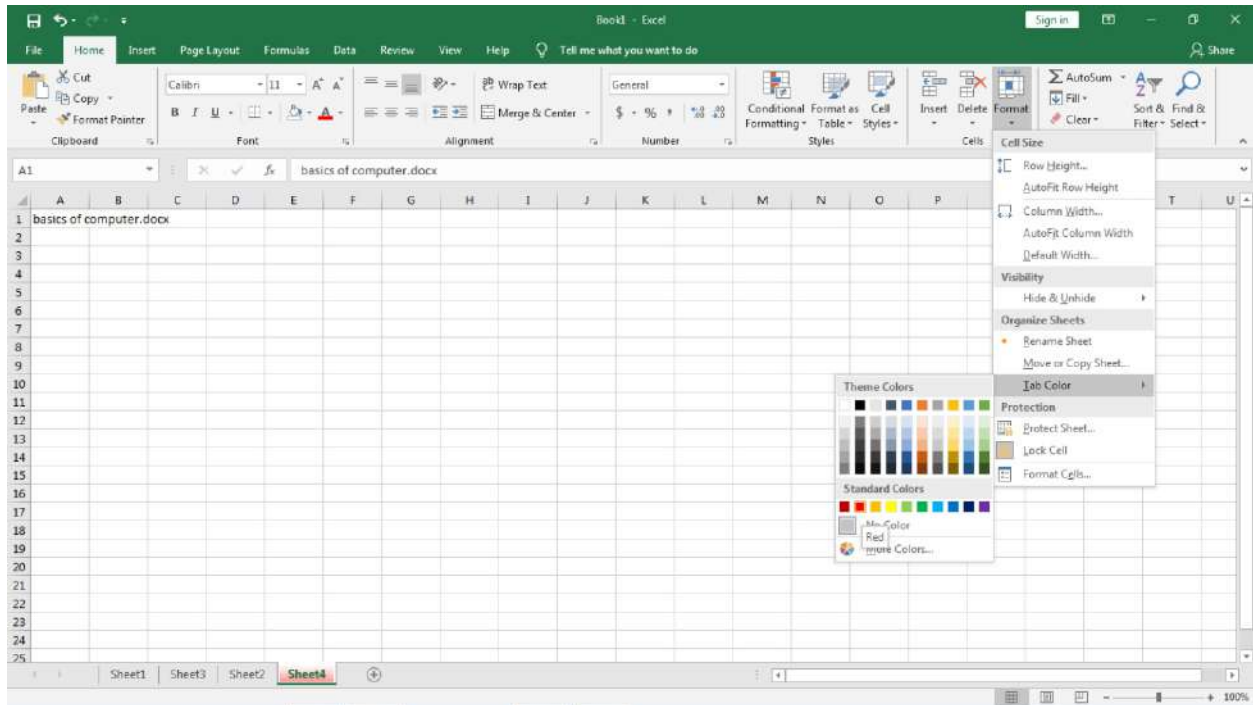 Book1 - Excel
Sign in
File Home Insert Page Layout Formulas Data Review View Help Tell me what you want to do Share
Cut
Copy
Format Painter
Paste
Clipboard
Calibri 11
B I U
Font
Wrap Text
Merge & Center
Alignment
General
$ % ,
Number
Conditional Formatting
Format as Table
Cell Styles
Styles
Insert Delete Format
Cells
AutoSum
Fill
Clear
Sort & Filter
Find & Select
A1 fx basics of computer.docx
A B C D E F G H I J K L M N O P T U
1 basics of computer.docx
2
3
4
5
6
7
8
9
10
11
12
13
14
15
16
17
18
19
20
21
22
23
24
25
Cell Size
Row Height...
AutoFit Row Height
Column Width...
AutoFit Column Width
Default Width...
Visibility
Hide & Unhide
Organize Sheets
Rename Sheet
Move or Copy Sheet...
Tab Color
Protection
Protect Sheet...
Lock Cell
Format Cells...
Theme Colors
Standard Colors
No Color
Red
More Colors...
Sheet1 Sheet3 Sheet2 Sheet4
100%